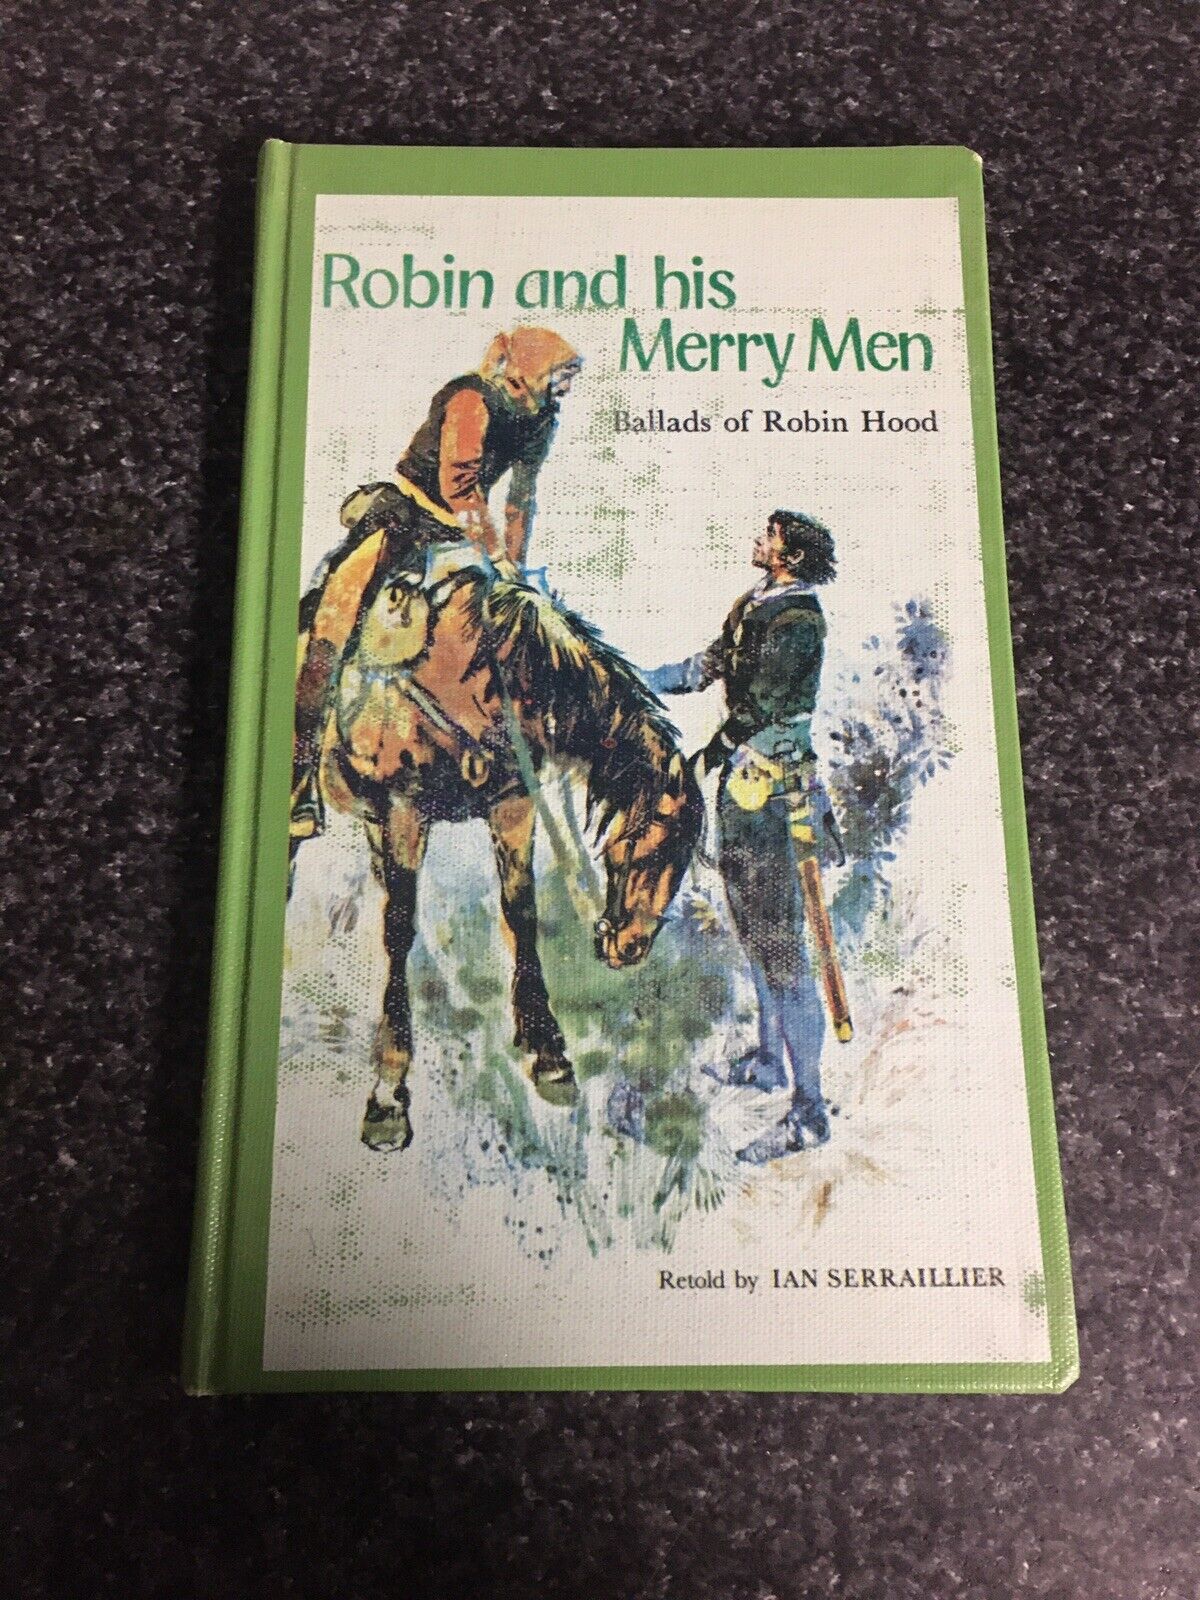 Robin and his
Merry Men
Ballads of Robin Hood
Retold by IAN SERRAILLIER